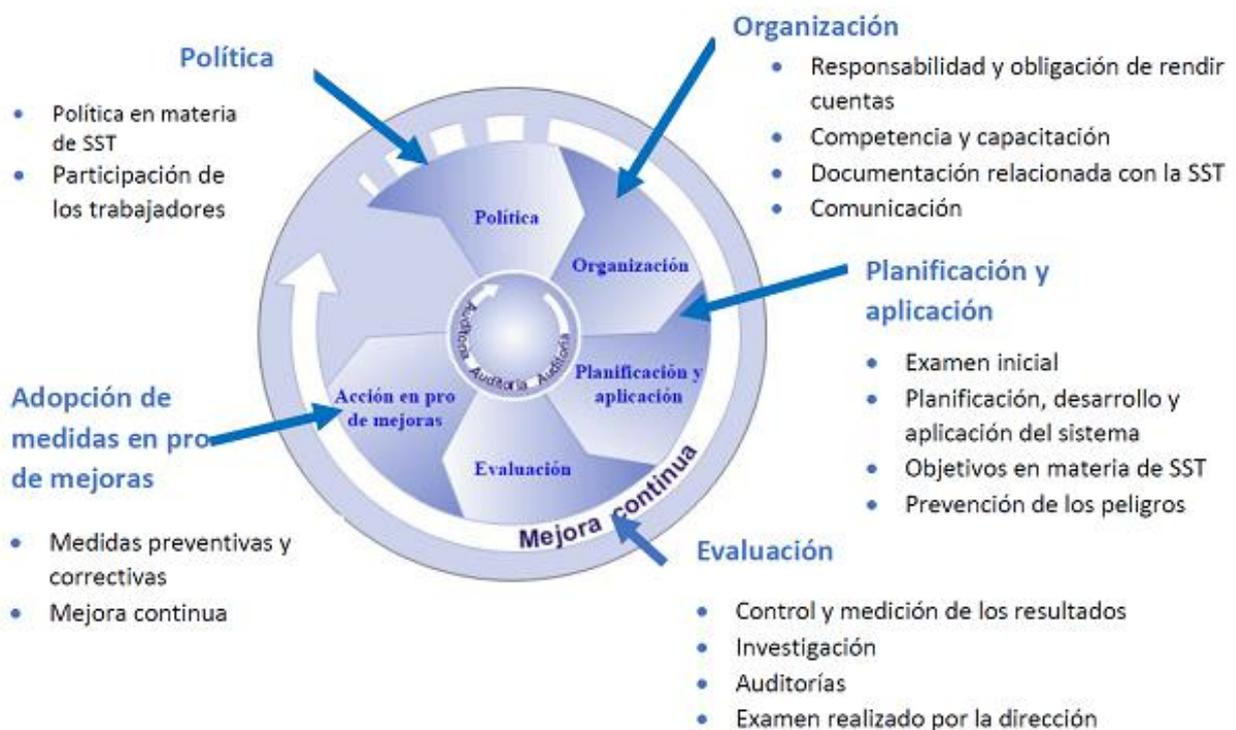 Política
• Política en materia
de SST
• Participación de
los trabajadores
Organización
• Responsabilidad y obligación de rendir
cuentas
• Competencia y capacitación
• Documentación relacionada con la SST
• Comunicación
Planificación y
aplicación
• Examen inicial
• Planificación, desarrollo y
aplicación del sistema
• Objetivos en materia de SST
• Prevención de los peligros
Evaluación
• Control y medición de los resultados
• Investigación
• Auditorías
• Examen realizado por la dirección
Adopción de
medidas en pro
de mejoras
• Medidas preventivas y
correctivas
• Mejora continua
Política
Organización
Planificación y
aplicación
Evaluación
Acción en pro
de mejoras
Auditoria Auditoría Auditoría
Mejora continua